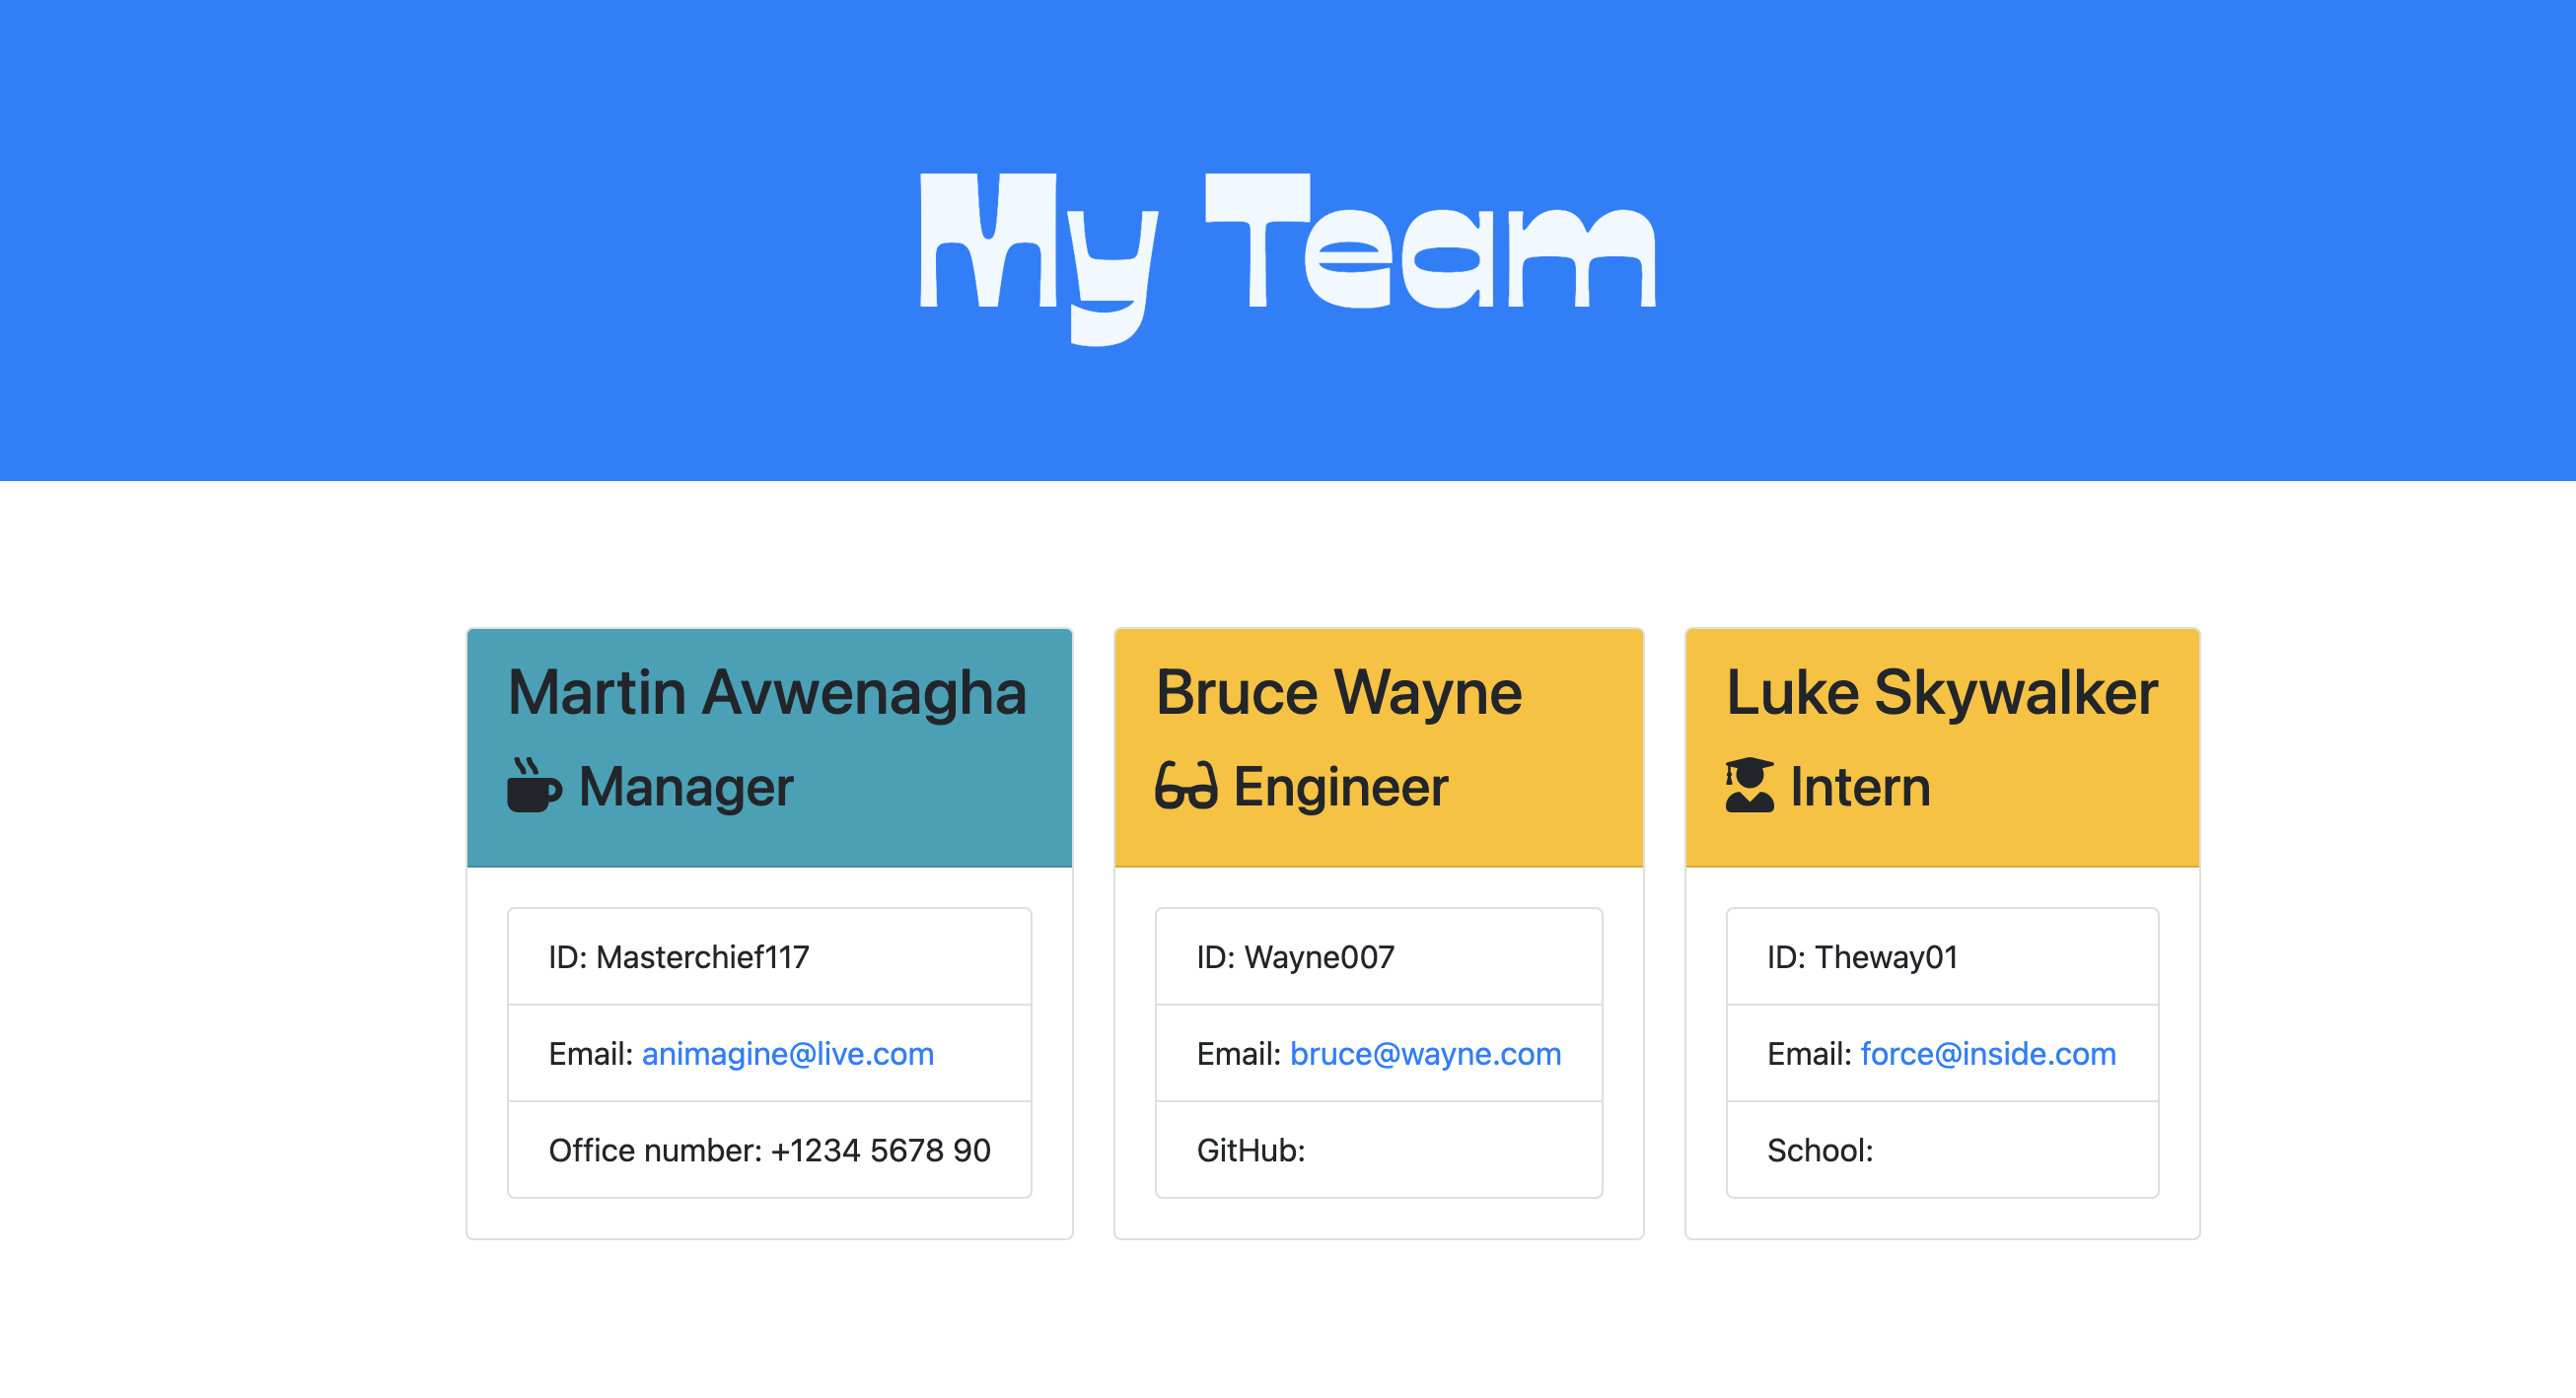 My Team
Martin Avwenagha
Manager
ID: Masterchief117
Email: animagine@live.com
Office number: +1234 5678 90
Bruce Wayne
Engineer
ID: Wayne007
Email: bruce@wayne.com
GitHub:
Luke Skywalker
Intern
ID: Theway01
Email: force@inside.com
School: